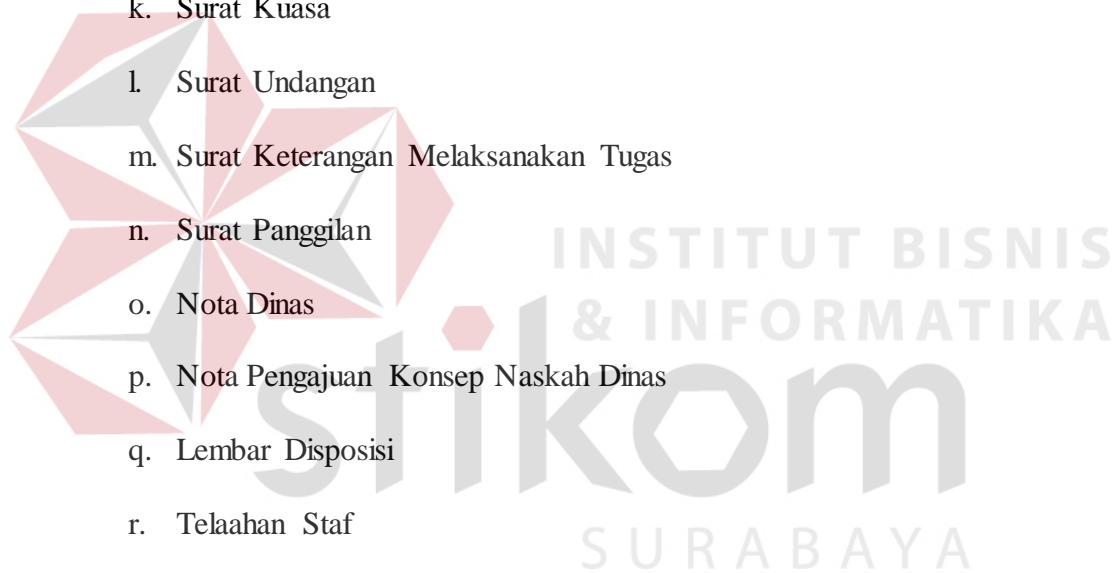 k. Surat Kuasa
l. Surat Undangan
m. Surat Keterangan Melaksanakan Tugas
n. Surat Panggilan
INSTITUT BISNIS
o. Nota Dinas
& INFORMATIKA
p. Nota Pengajuan Konsep Naskah Dinas
stikom
q. Lembar Disposisi
r. Telaahan Staf
SURABAYA